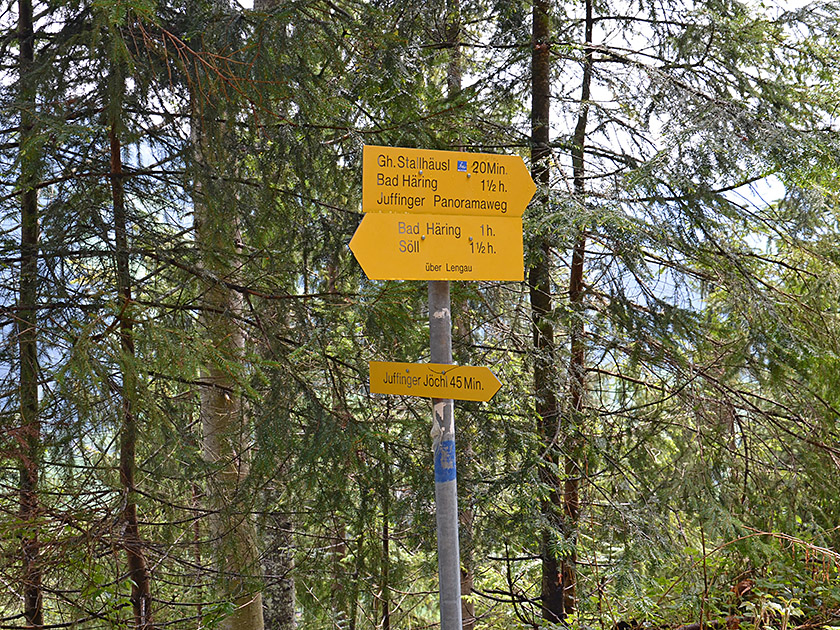 Gh. Stallhäusl 20Min.
Bad Häring 1½ h.
Juffinger Panoramaweg
Bad Häring 1h.
Söll 1½ h.
über Lengau
Juffinger Jöchl 45 Min.